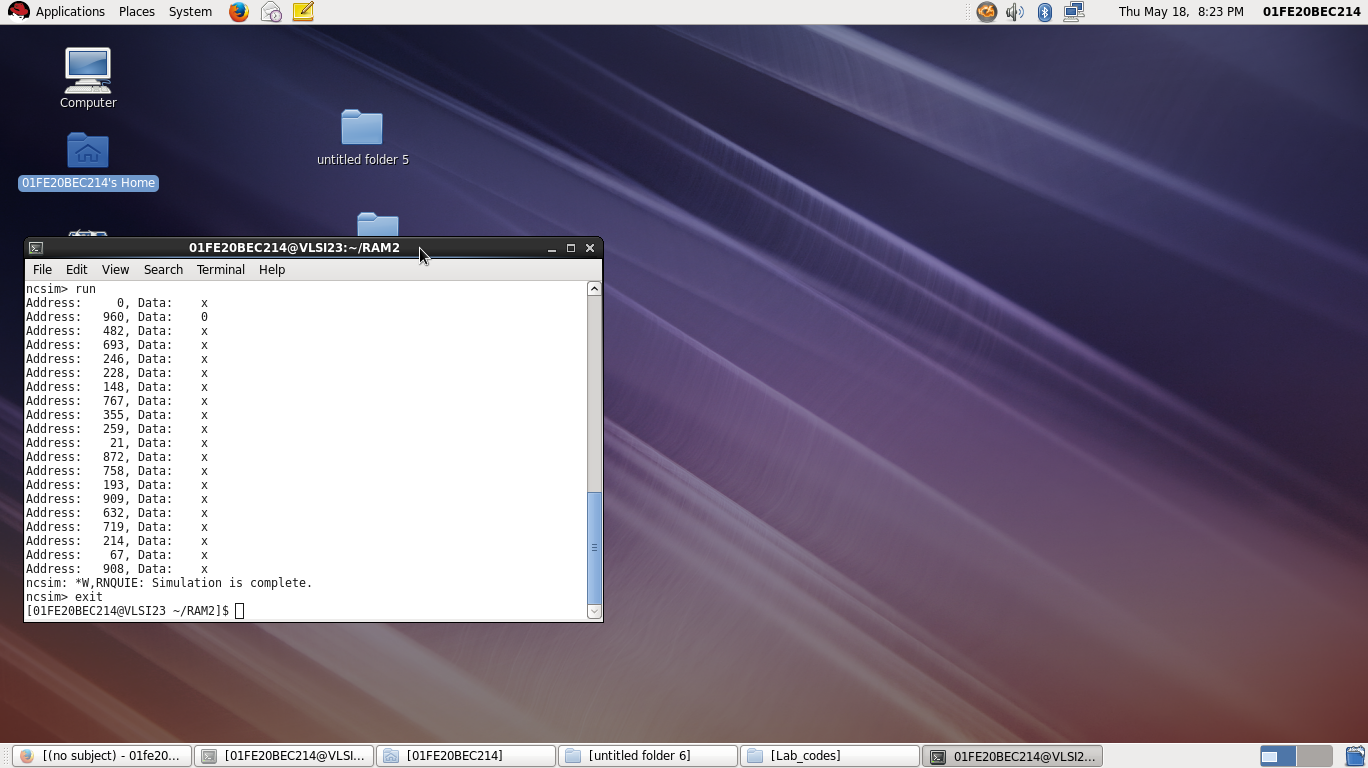 Applications Places System Thu May 18, 8:23 PM 01FE20BEC214
Computer
untitled folder 5
01FE20BEC214's Home
01FE20BEC214@VLSI23:~/RAM2
File Edit View Search Terminal Help
ncsim> run
Address:     0, Data:    x
Address:   960, Data:    0
Address:   482, Data:    x
Address:   693, Data:    x
Address:   246, Data:    x
Address:   228, Data:    x
Address:   148, Data:    x
Address:   767, Data:    x
Address:   355, Data:    x
Address:   259, Data:    x
Address:    21, Data:    x
Address:   872, Data:    x
Address:   758, Data:    x
Address:   193, Data:    x
Address:   909, Data:    x
Address:   632, Data:    x
Address:   719, Data:    x
Address:   214, Data:    x
Address:    67, Data:    x
Address:   908, Data:    x
ncsim: *W,RNQUIE: Simulation is complete.
ncsim> exit
[01FE20BEC214@VLSI23 ~/RAM2]$
[(no subject) - 01fe20... [01FE20BEC214@VLSI... [01FE20BEC214] [untitled folder 6] [Lab_codes] 01FE20BEC214@VLSI2...